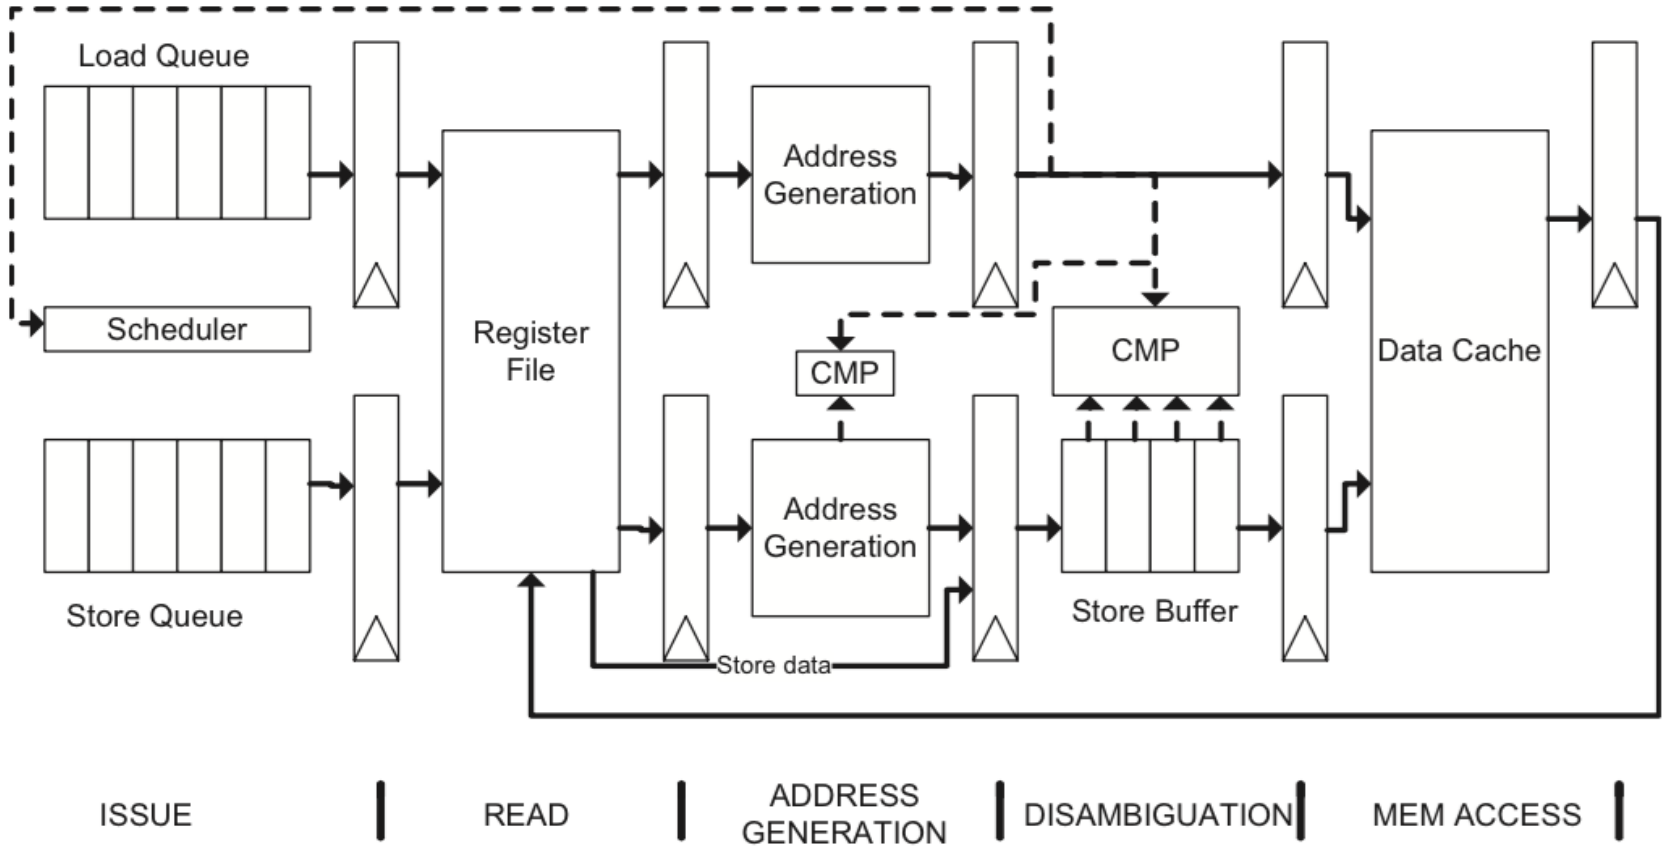 Load Queue
Address
Generation
Scheduler
Register
File
CMP
CMP
Data Cache
Address
Generation
Store Queue
Store Buffer
Store data
ISSUE
READ
ADDRESS
GENERATION
DISAMBIGUATION
MEM ACCESS